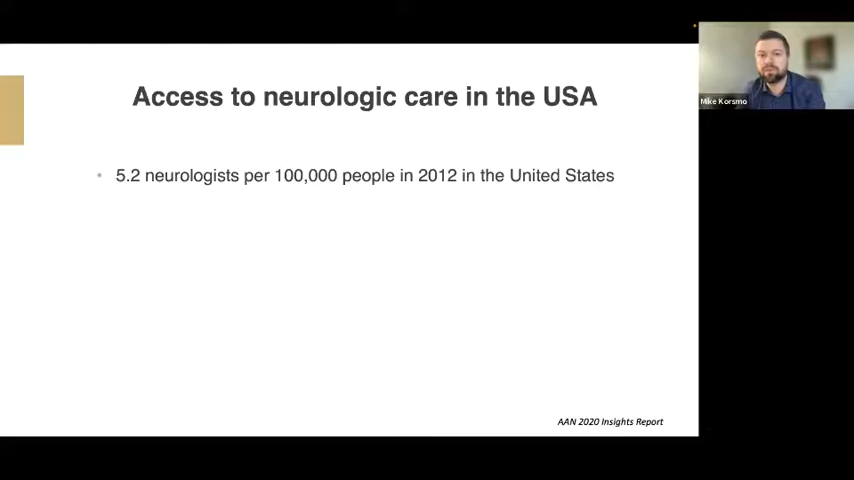 Access to neurologic care in the USA
Mike Korsmo
• 5.2 neurologists per 100,000 people in 2012 in the United States
AAN 2020 Insights Report